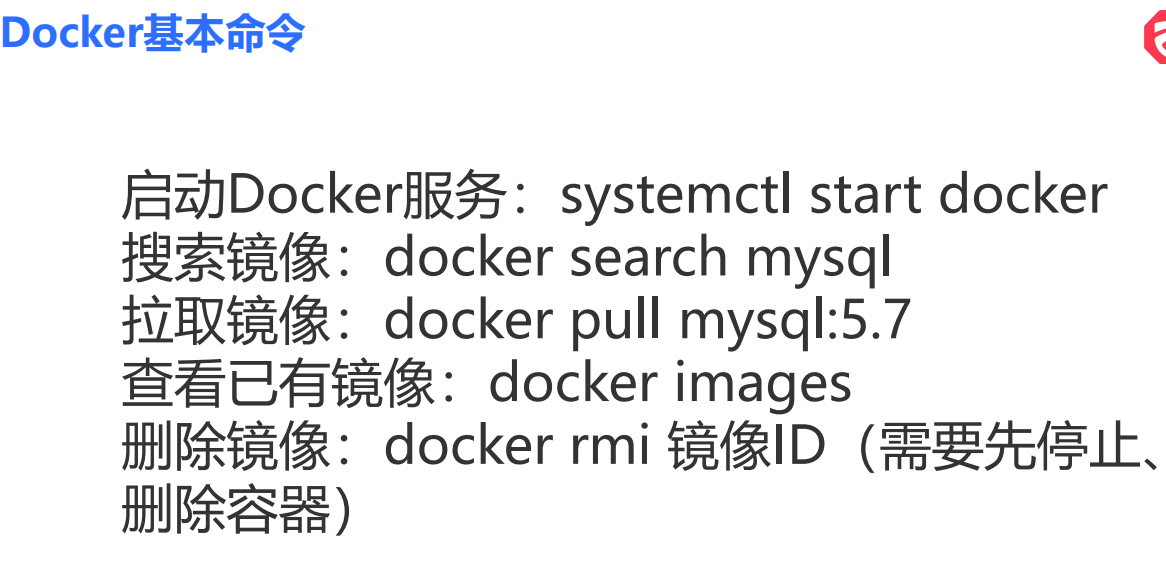 Docker基本命令
启动Docker服务：systemctl start docker
搜索镜像：docker search mysql
拉取镜像：docker pull mysql:5.7
查看已有镜像：docker images
删除镜像：docker rmi 镜像ID（需要先停止、
删除容器）